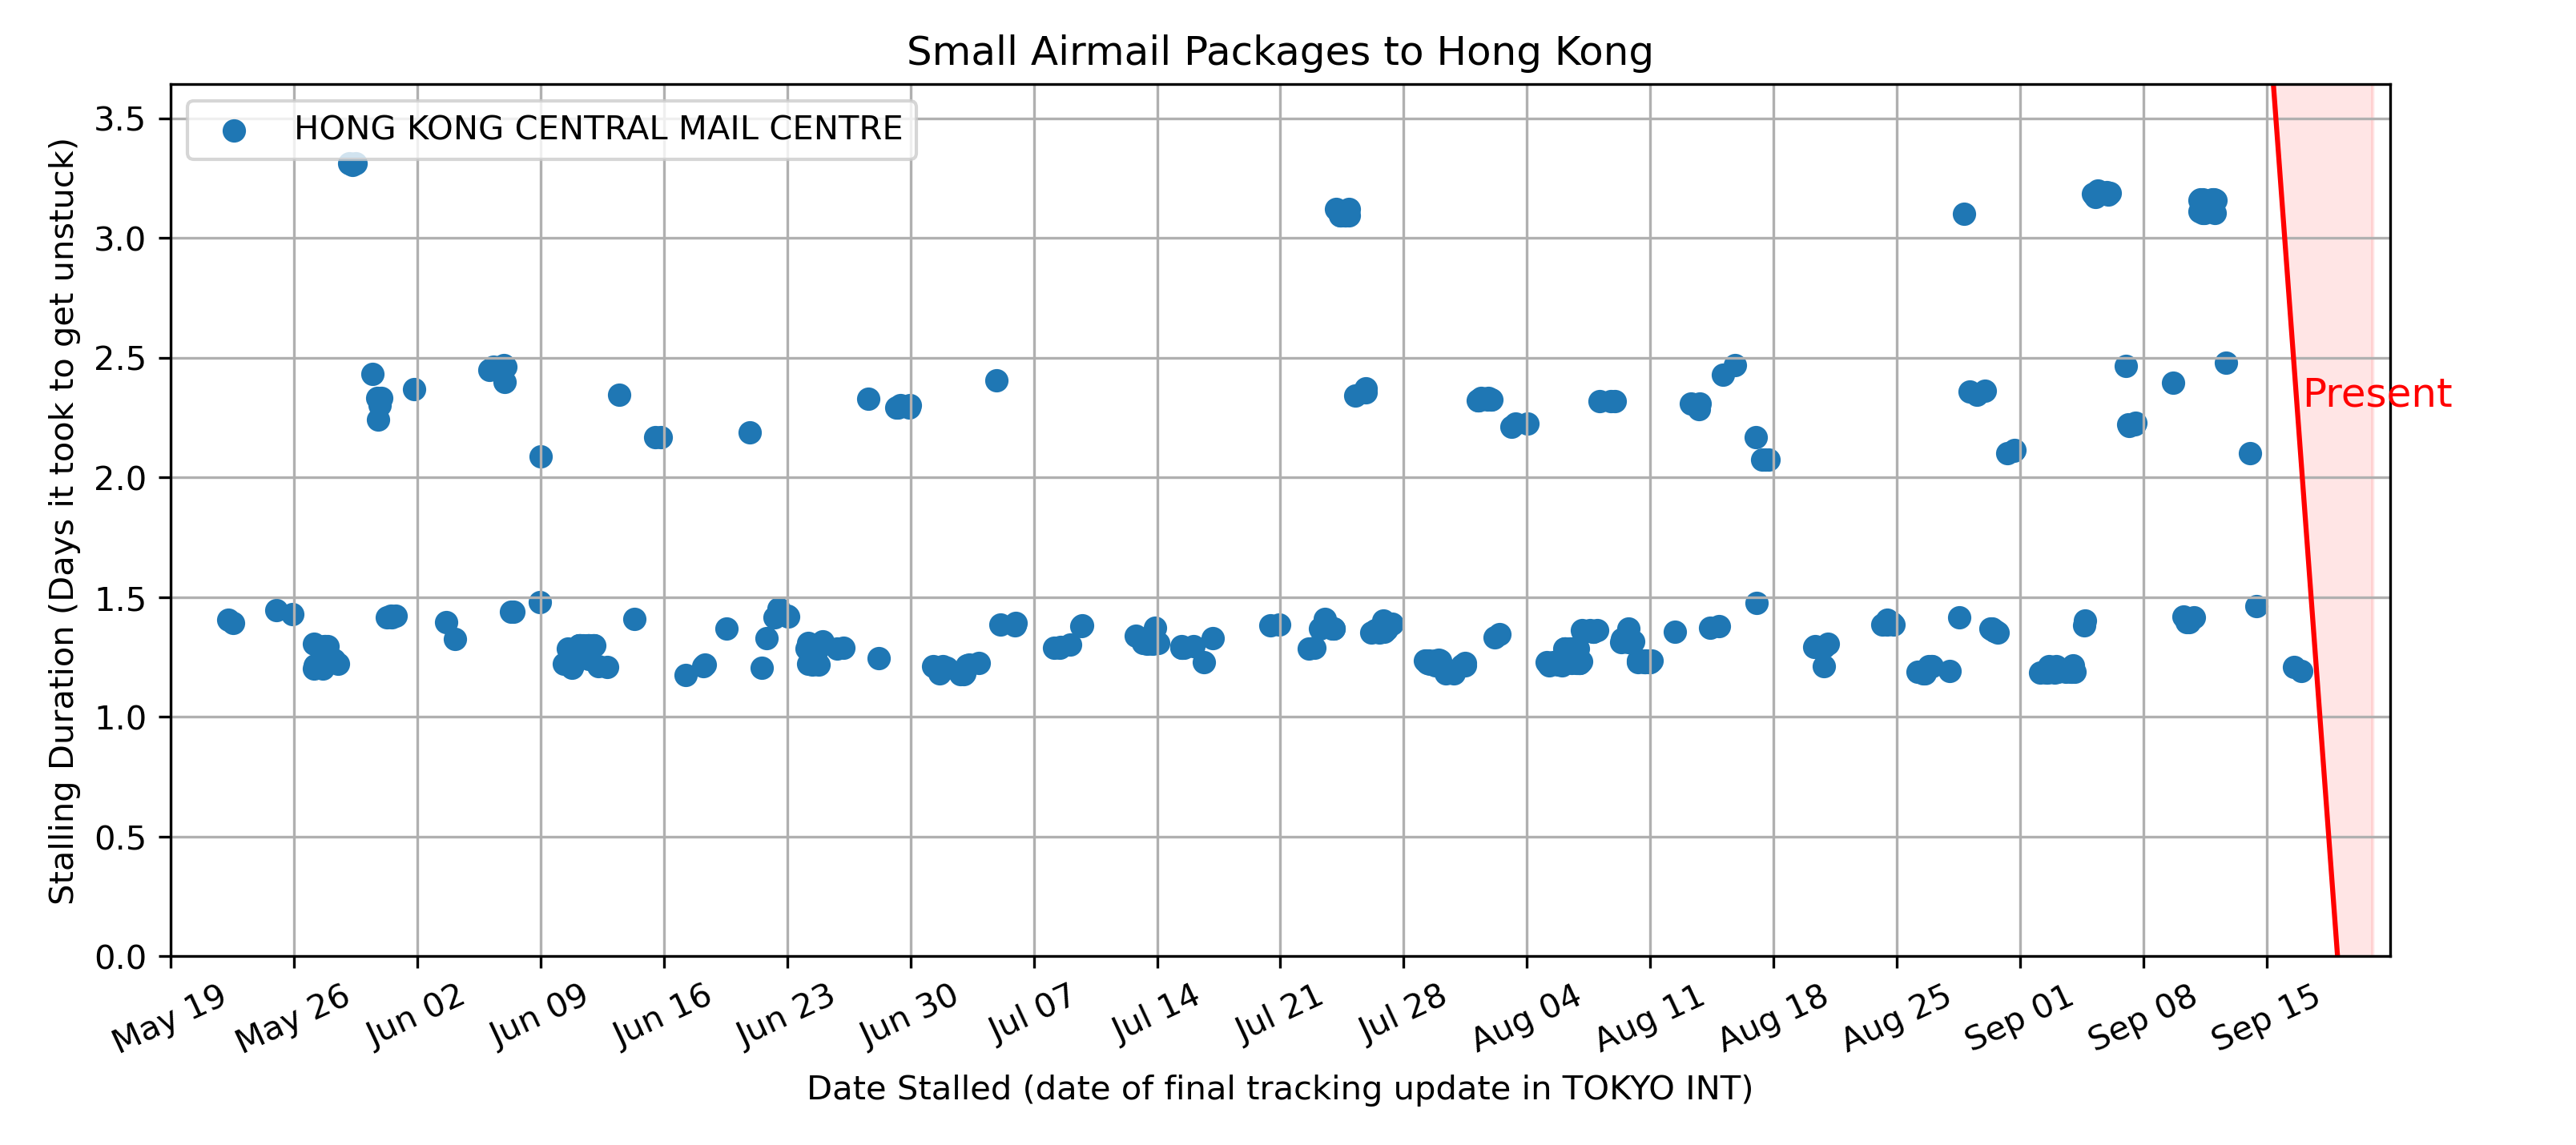 Small Airmail Packages to Hong Kong
HONG KONG CENTRAL MAIL CENTRE
Stalling Duration (Days it took to get unstuck)
3.5
3.0
2.5
2.0
1.5
1.0
0.5
0.0
Present
May 19
May 26
Jun 02
Jun 09
Jun 16
Jun 23
Jun 30
Jul 07
Jul 14
Jul 21
Jul 28
Aug 04
Aug 11
Aug 18
Aug 25
Sep 01
Sep 08
Sep 15
Date Stalled (date of final tracking update in TOKYO INT)